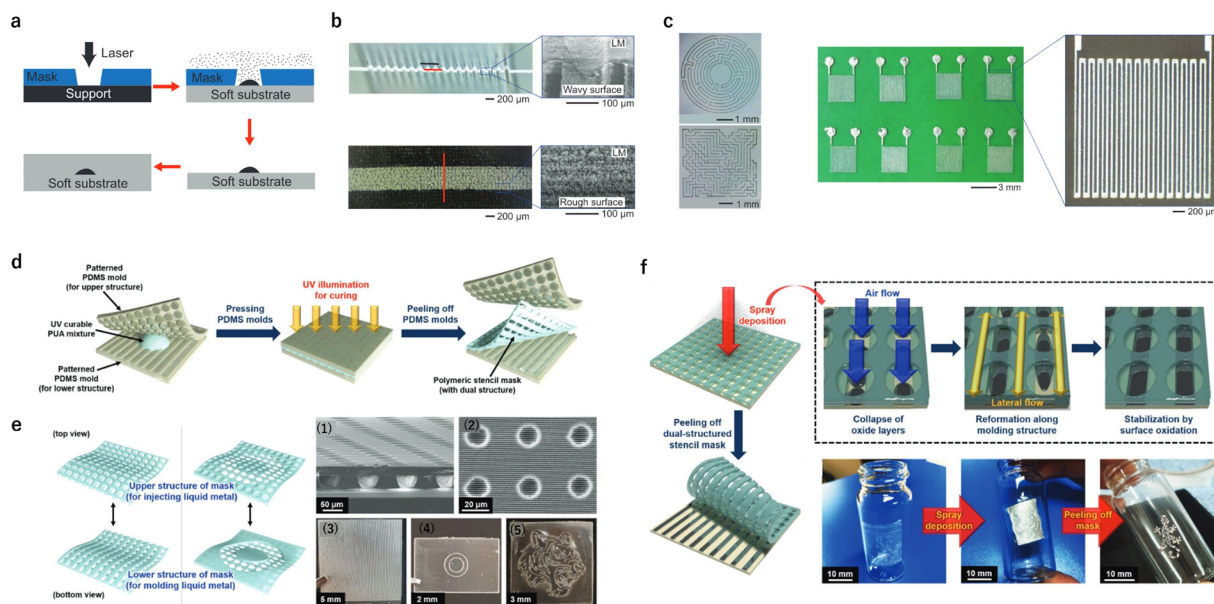 a
Laser
Mask
Support
Mask
Soft substrate
Soft substrate
Soft substrate
b
LM
Wavy surface
200 μm
100 μm
LM
Rough surface
200 μm
100 μm
c
1 mm
1 mm
3 mm
200 μm
d
Patterned
PDMS mold
(for upper structure)
UV curable
PUA mixture
Patterned
PDMS mold
(for lower structure)
Pressing
PDMS molds
UV illumination
for curing
Peeling off
PDMS molds
Polymeric stencil mask
(with dual structure)
e
(top view)
Upper structure of mask
(for injecting liquid metal)
Lower structure of mask
(for molding liquid metal)
(bottom view)
(1)
50 μm
(2)
20 μm
(3)
5 mm
(4)
2 mm
(5)
3 mm
f
Spray
deposition
Peeling off
dual-structured
stencil mask
Air flow
Collapse of
oxide layers
Lateral flow
Reformation along
molding structure
Stabilization by
surface oxidation
Spray
deposition
Peeling off
mask
10 mm
10 mm
10 mm